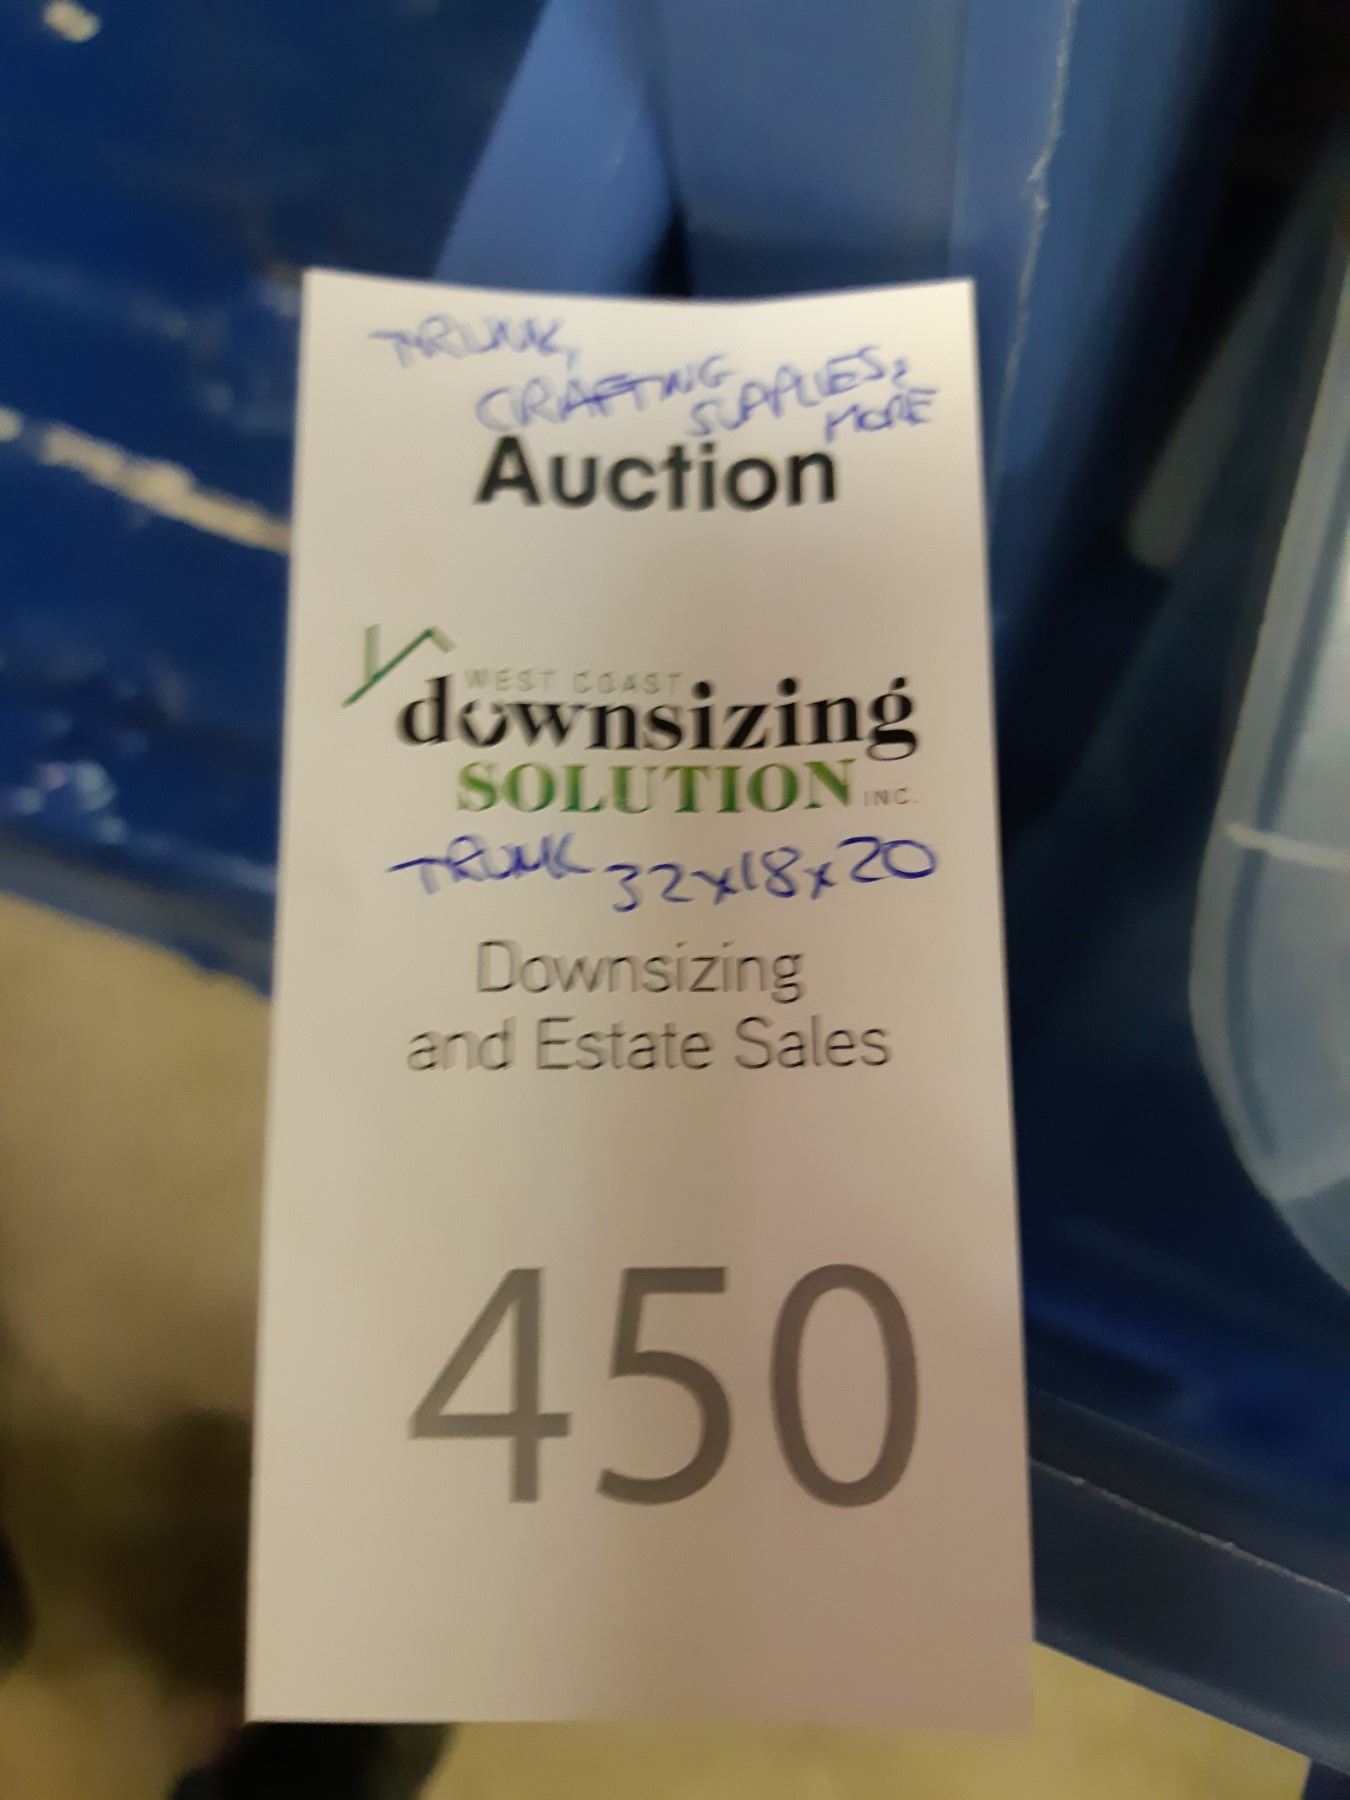 TRUNK,
CRAFTING
SUPPLIES &
MORE
Auction
WEST COAST
downsizing
SOLUTION INC.
TRUNK 32x18x20
Downsizing
and Estate Sales
450